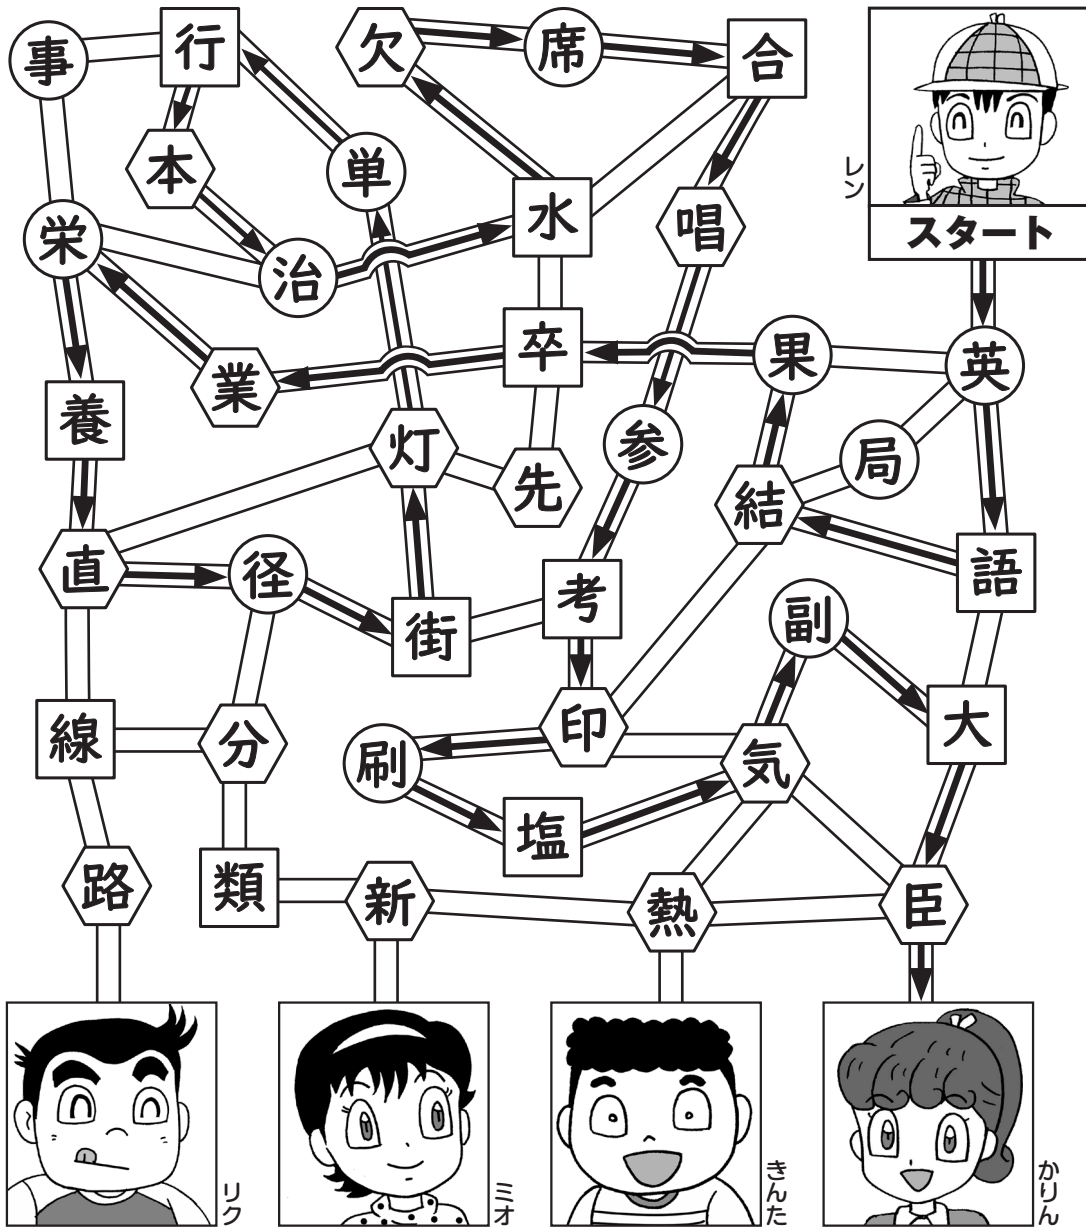 事
行
欠
席
合
レン
スタート
本
単
水
唱
栄
治
卒
果
英
業
養
灯
参
局
先
結
直
径
語
考
街
副
線
分
印
大
刷
気
塩
路
類
新
熱
臣
リク
ミオ
きんた
かりん